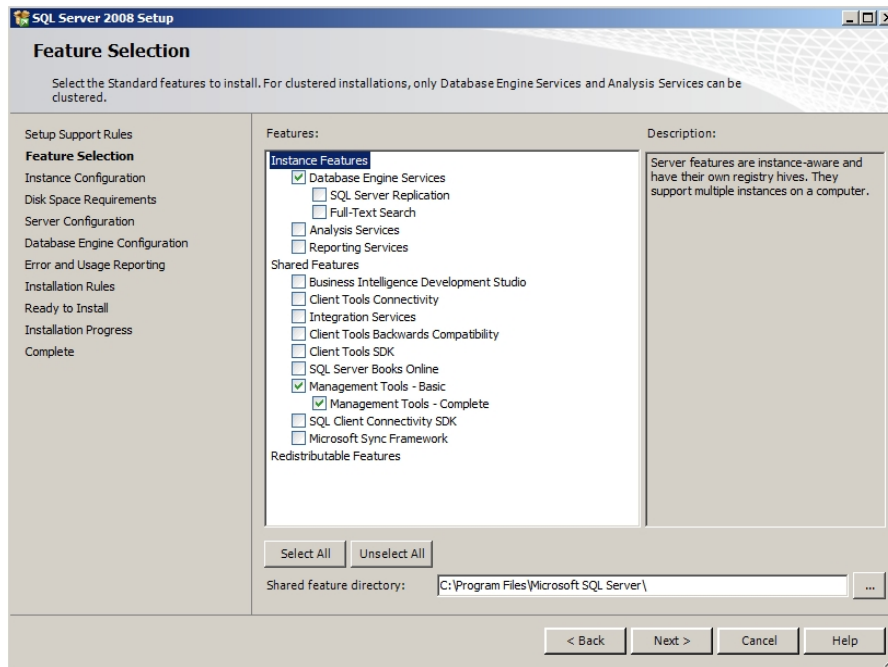 SQL Server 2008 Setup
Feature Selection
Select the Standard features to install. For clustered installations, only Database Engine Services and Analysis Services can be
clustered.
Setup Support Rules
Feature Selection
Instance Configuration
Disk Space Requirements
Server Configuration
Database Engine Configuration
Error and Usage Reporting
Installation Rules
Ready to Install
Installation Progress
Complete
Features:
Instance Features
Database Engine Services
SQL Server Replication
Full-Text Search
Analysis Services
Reporting Services
Shared Features
Business Intelligence Development Studio
Client Tools Connectivity
Integration Services
Client Tools Backwards Compatibility
Client Tools SDK
SQL Server Books Online
Management Tools - Basic
Management Tools - Complete
SQL Client Connectivity SDK
Microsoft Sync Framework
Redistributable Features
Description:
Server features are instance-aware and
have their own registry hives. They
support multiple instances on a computer.
Select All Unselect All
Shared feature directory: C:\Program Files\Microsoft SQL Server\ ...
< Back Next > Cancel Help